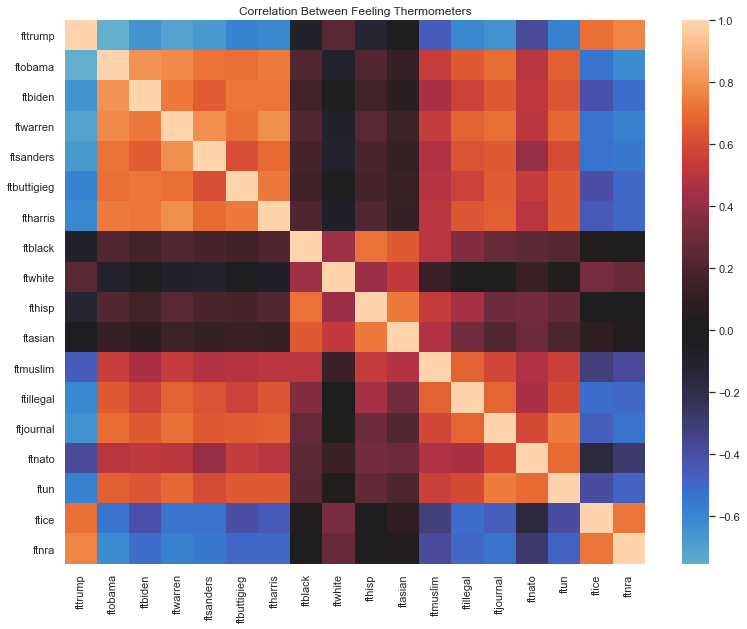 Correlation Between Feeling Thermometers
fttrump
ftobama
ftbiden
ftwarren
ftsanders
ftbuttigieg
ftharris
ftblack
ftwhite
fthisp
ftasian
ftmuslim
ftillegal
ftjournal
ftnato
ftun
ftice
ftnra
fttrump
ftobama
ftbiden
ftwarren
ftsanders
ftbuttigieg
ftharris
ftblack
ftwhite
fthisp
ftasian
ftmuslim
ftillegal
ftjournal
ftnato
ftun
ftice
ftnra
1.0
0.8
0.6
0.4
0.2
0.0
−0.2
−0.4
−0.6